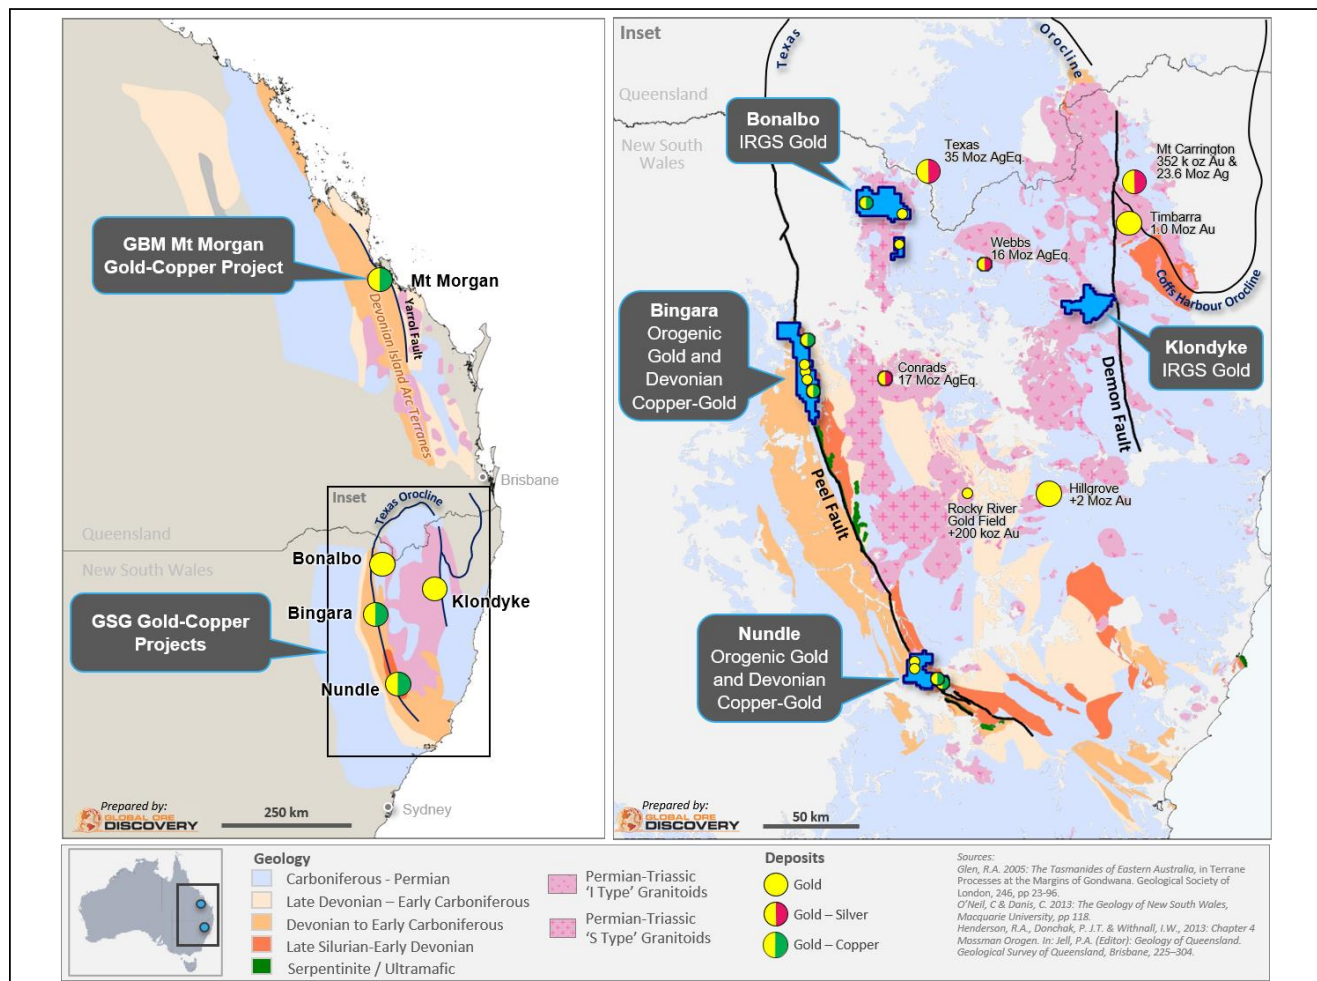 Queensland
New South Wales
GBM Mt Morgan
Gold-Copper Project
Mt Morgan
Yarrol Fault
Devonian Island Arc Terranes
Brisbane
Inset
Texas Orocline
Queensland
New South Wales
Bonalbo
Klondyke
Bingara
GSG Gold-Copper
Projects
Nundle
Sydney
Prepared by:
GLOBAL ORE
DISCOVERY
250 km
Inset
Texas
Orocline
Queensland
New South
Wales
Bonalbo
IRGS Gold
Texas
35 Moz AgEq.
Mt Carrington
352 k oz Au &
23.6 Moz Ag
Timbarra
1.0 Moz Au
Webbs
16 Moz AgEq.
Coffs Harbour Orocline
Bingara
Orogenic
Gold and
Devonian
Copper-Gold
Klondyke
IRGS Gold
Conrads
17 Moz AgEq.
Demon Fault
Peel Fault
Hillgrove
+2 Moz Au
Rocky River
Gold Field
+200 koz Au
Nundle
Orogenic Gold
and Devonian
Copper-Gold
Prepared by:
GLOBAL ORE
DISCOVERY
50 km
Geology
Carboniferous - Permian
Late Devonian – Early Carboniferous
Devonian to Early Carboniferous
Late Silurian-Early Devonian
Serpentinite / Ultramafic
Permian-Triassic
'I Type' Granitoids
Permian-Triassic
'S Type' Granitoids
Deposits
Gold
Gold – Silver
Gold – Copper
Sources:
Glen, R.A. 2005: The Tasmanides of Eastern Australia, in Terrane
Processes at the Margins of Gondwana. Geological Society of
London, 246, pp 23-96.
O'Neil, C & Danis, C. 2013: The Geology of New South Wales,
Macquarie University, pp 118.
Henderson, R.A., Donchak, P. J.T. & Withnall, I.W., 2013: Chapter 4
Mossman Orogen. In: Jell, P.A. (Editor): Geology of Queensland.
Geological Survey of Queensland, Brisbane, 225–304.